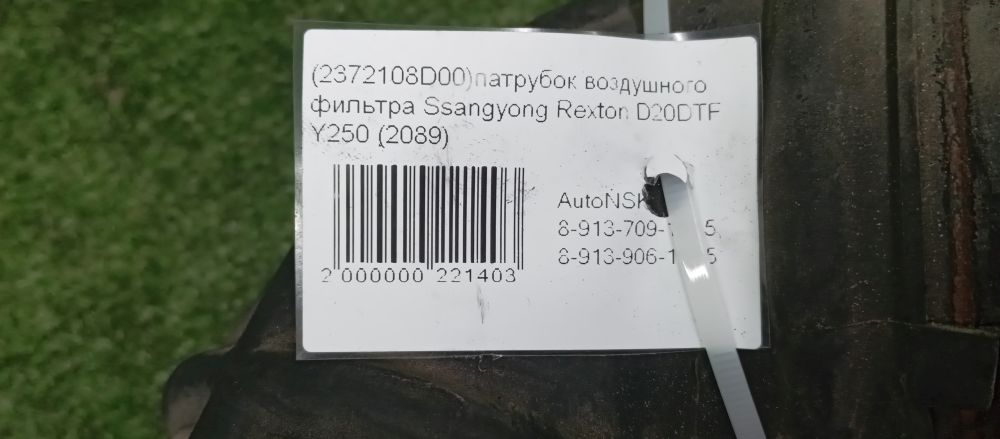 (2372108D00)патрубок воздушного
фильтра Ssangyong Rexton D20DTF
Y250 (2089)
2 000000 221403
AutoNSK